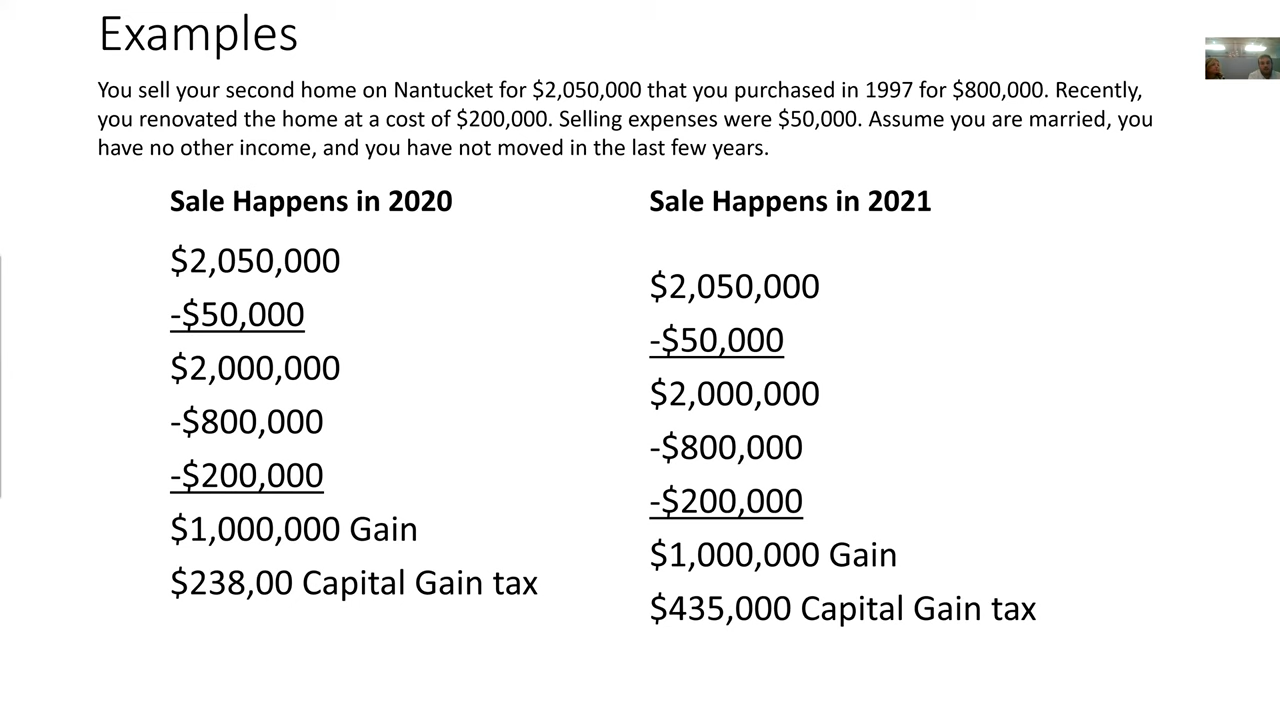 Examples
You sell your second home on Nantucket for $2,050,000 that you purchased in 1997 for $800,000. Recently,
you renovated the home at a cost of $200,000. Selling expenses were $50,000. Assume you are married, you
have no other income, and you have not moved in the last few years.
Sale Happens in 2020
$2,050,000
-$50,000
$2,000,000
-$800,000
-$200,000
$1,000,000 Gain
$238,00 Capital Gain tax
Sale Happens in 2021
$2,050,000
-$50,000
$2,000,000
-$800,000
-$200,000
$1,000,000 Gain
$435,000 Capital Gain tax